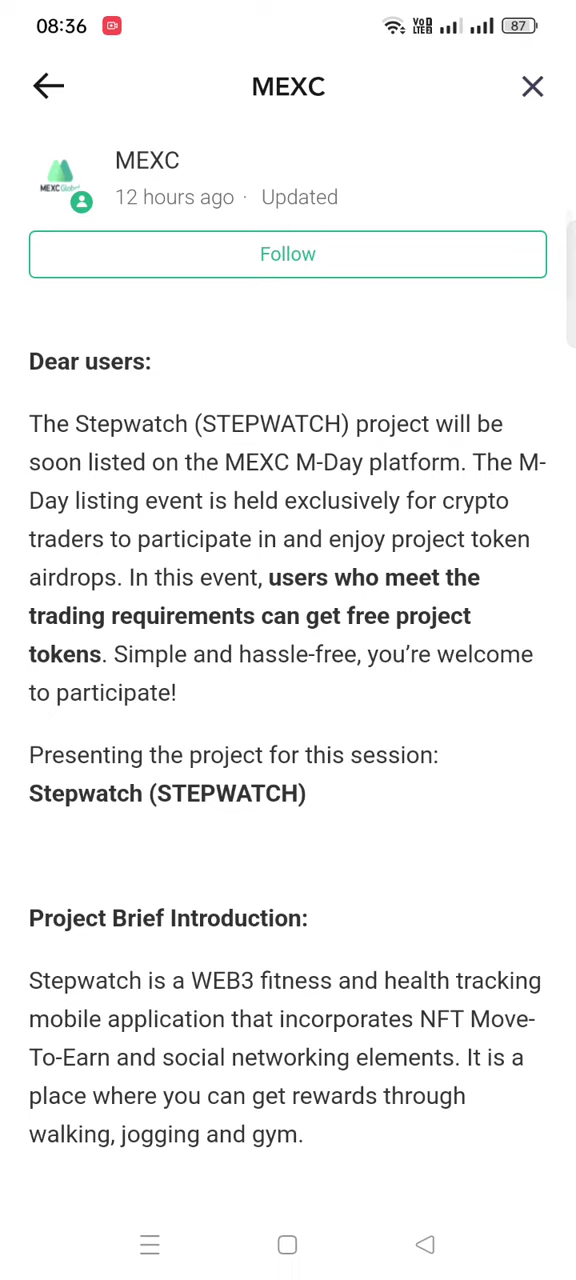 08:36
VoD
LTE2
87
MEXC
MEXC
MEXC Global
12 hours ago · Updated
Follow
Dear users:
The Stepwatch (STEPWATCH) project will be
soon listed on the MEXC M-Day platform. The M-
Day listing event is held exclusively for crypto
traders to participate in and enjoy project token
airdrops. In this event, users who meet the
trading requirements can get free project
tokens. Simple and hassle-free, you’re welcome
to participate!
Presenting the project for this session:
Stepwatch (STEPWATCH)
Project Brief Introduction:
Stepwatch is a WEB3 fitness and health tracking
mobile application that incorporates NFT Move-
To-Earn and social networking elements. It is a
place where you can get rewards through
walking, jogging and gym.